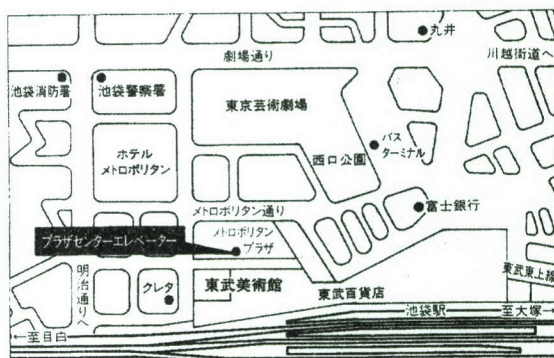 丸井
劇場通り
川越街道へ
池袋消防署
池袋警察署
東京芸術劇場
バス
ターミナル
ホテル
メトロポリタン
西口公園
メトロポリタン通り
富士銀行
メトロポリタン
プラザ
プラザセンターエレベーター
明治通りへ
クレタ
東武美術館
東武百貨店
東武東上線
池袋駅
至大塚→
←至目白